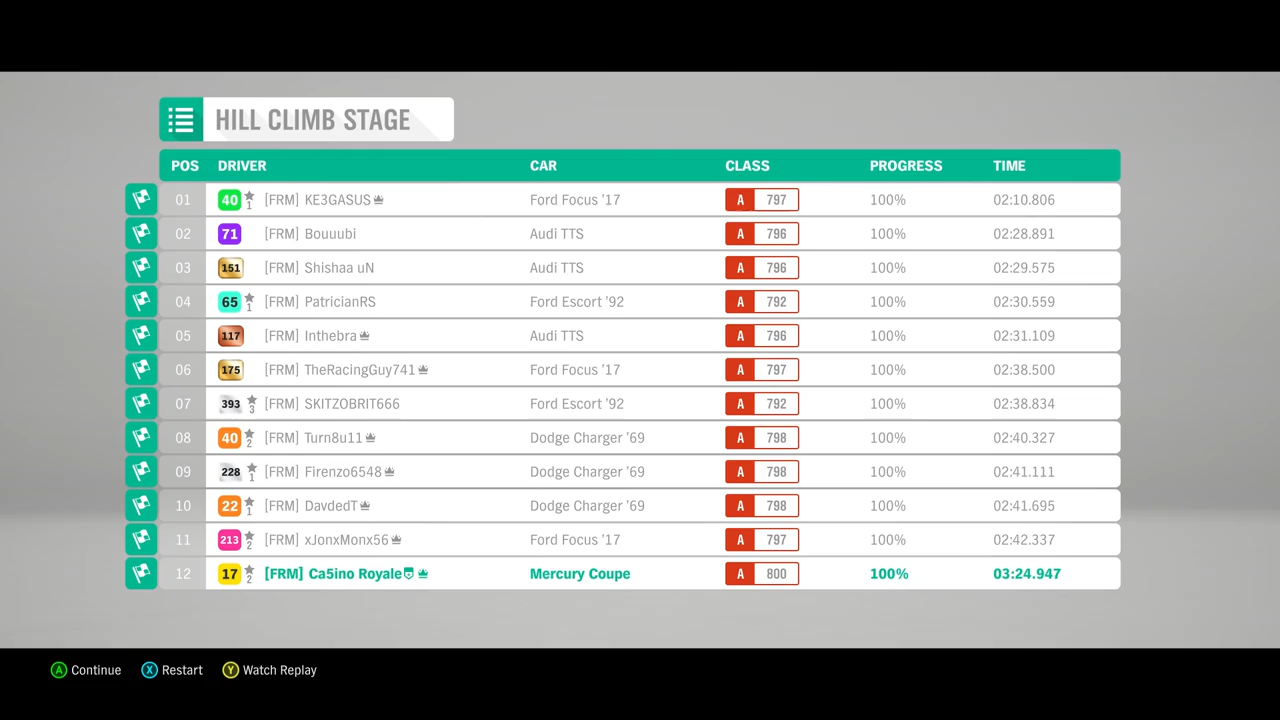 HILL CLIMB STAGE
POS DRIVER CAR CLASS PROGRESS TIME
01 40 1 [FRM] KE3GASUS Ford Focus '17 A 797 100% 02:10.806
02 71 [FRM] Bouuubi Audi TTS A 796 100% 02:28.891
03 151 [FRM] Shishaa uN Audi TTS A 796 100% 02:29.575
04 65 1 [FRM] PatricianRS Ford Escort '92 A 792 100% 02:30.559
05 117 [FRM] Inthebra Audi TTS A 796 100% 02:31.109
06 175 [FRM] TheRacingGuy741 Ford Focus '17 A 797 100% 02:38.500
07 393 3 [FRM] SKITZOBRIT666 Ford Escort '92 A 792 100% 02:38.834
08 40 2 [FRM] Turn8u11 Dodge Charger '69 A 798 100% 02:40.327
09 228 1 [FRM] Firenzo6548 Dodge Charger '69 A 798 100% 02:41.111
10 22 1 [FRM] DavdedT Dodge Charger '69 A 798 100% 02:41.695
11 213 2 [FRM] xJonxMonx56 Ford Focus '17 A 797 100% 02:42.337
12 17 2 [FRM] Ca5ino Royale Mercury Coupe A 800 100% 03:24.947
A Continue X Restart Y Watch Replay